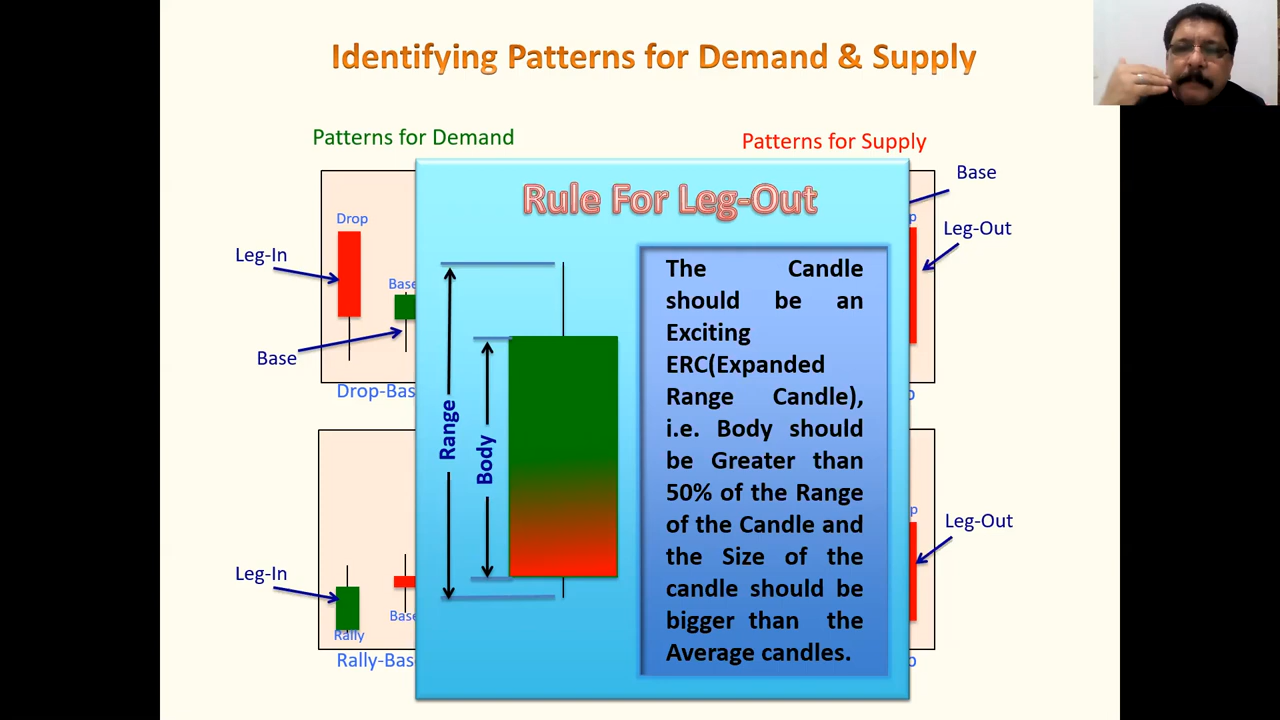 Identifying Patterns for Demand & Supply
Patterns for Demand
Patterns for Supply
Base
Leg-Out
Drop
Leg-In
Base
Base
Drop-Bas
Rule For Leg-Out
Range
Body
The Candle
should be an
Exciting
ERC(Expanded
Range Candle),
i.e. Body should
be Greater than
50% of the Range
of the Candle and
the Size of the
candle should be
bigger than the
Average candles.
p
p
Leg-In
Rally
Base
Rally-Bas
p
Leg-Out
p